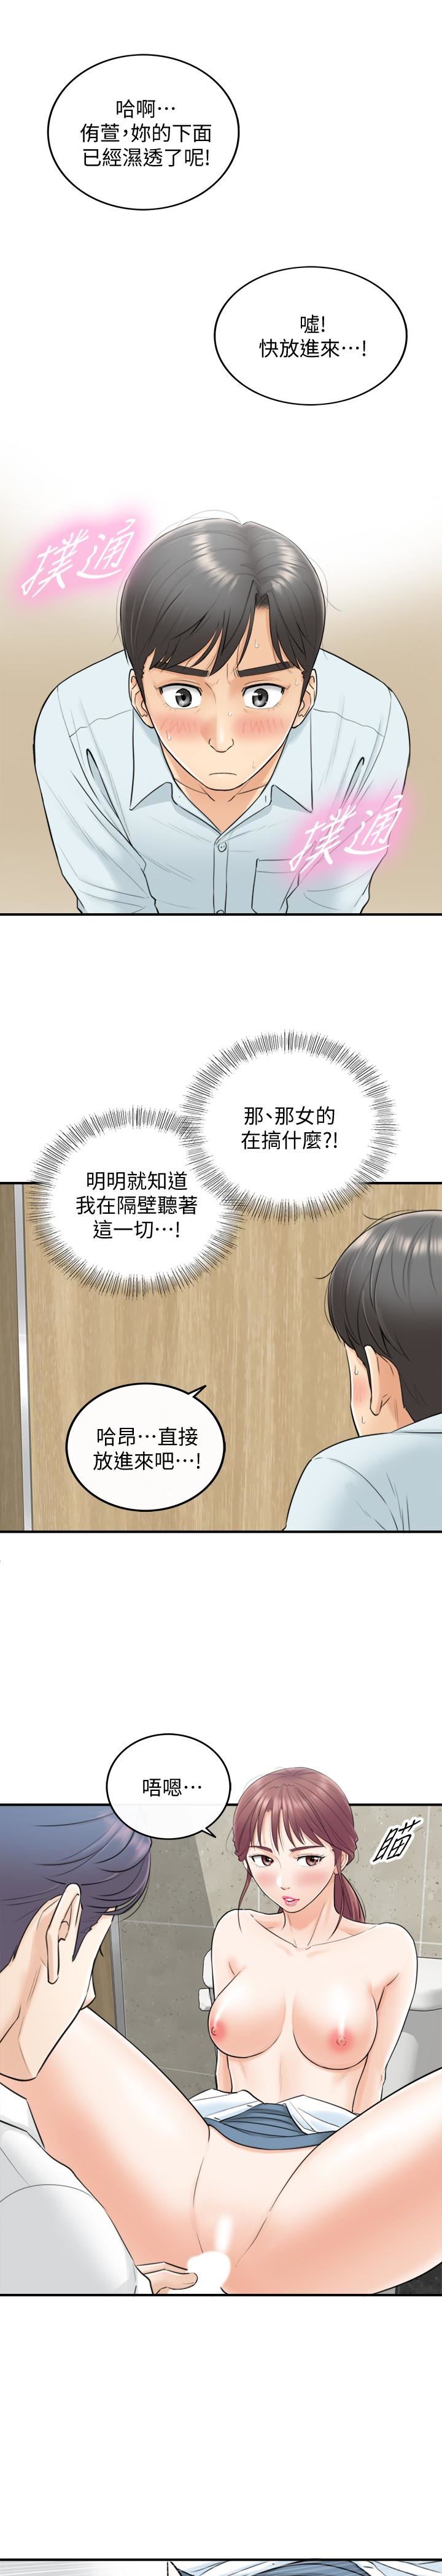 哈啊…
侑萱，妳的下面
已經濕透了呢!
噓!
快放進來…!
撲通
撲通
那、那女的
在搞什麼?!
明明就知道
我在隔壁聽著
這一切…!
哈昂…直接
放進來吧…!
唔嗯…
瞄